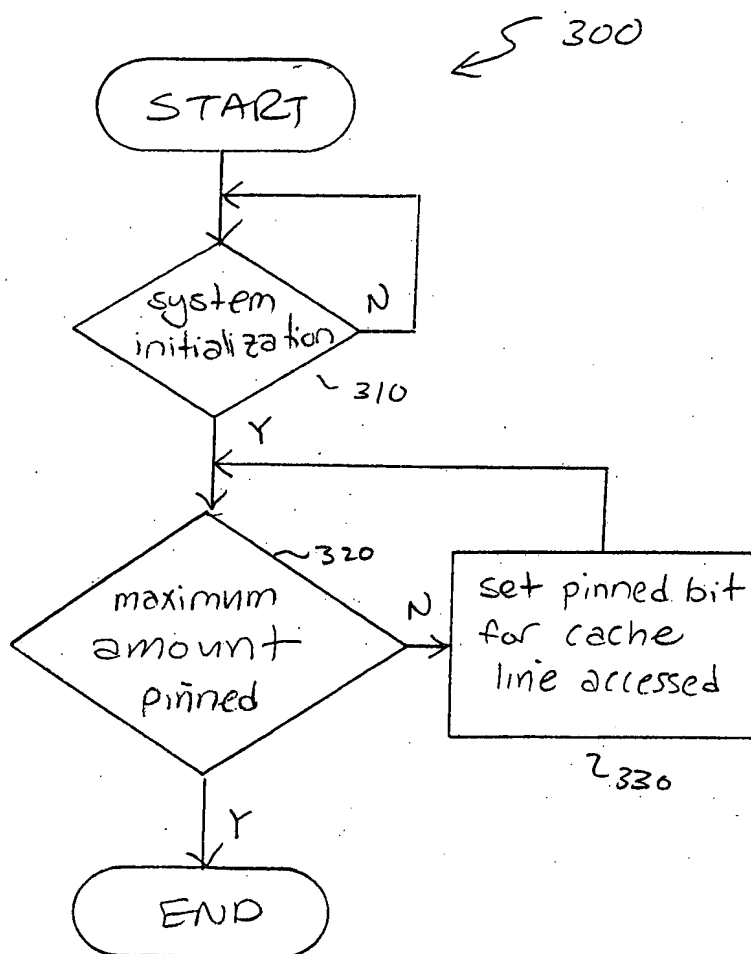 300
START
system
initialization
N
310
Y
320
maximum
amount
pinned
N
set pinned bit
for cache
line accessed
330
Y
END